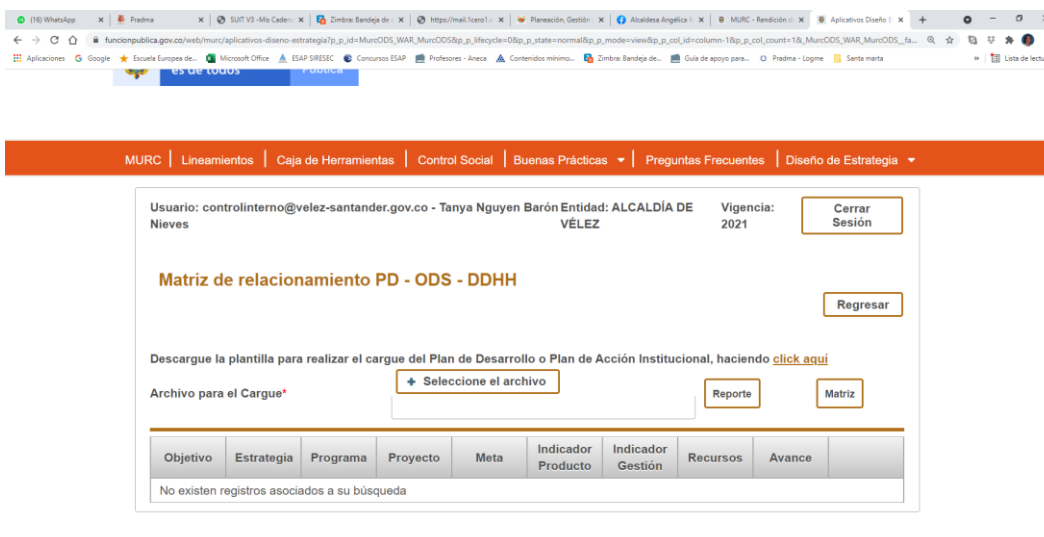 (16) WhatsApp
Pradma
SUIT V3 -Mis Caden
Zimbra: Bandeja de
https://mail.1cero1.
Planeación, Gestión
Alcaldesa Angélica
MURC - Rendición
Aplicativos Diseño
funcionpublica.gov.co/web/murc/aplicativos-diseno-estrategia?p_p_id=MurcODS_WAR_MurcODS&p_p_lifecycle=0&p_p_state=normal&p_p_mode=view&p_p_col_id=column-1&p_p_col_count=1&_MurcODS_WAR_MurcODS__fa...
Aplicaciones
Google
Escuela Europea de...
Microsoft Office
ESAP SIRESEC
Concursos ESAP
Profesores - Aneca
Contenidos mínimo...
Zimbra: Bandeja de...
Guía de apoyo para...
Pradma - Logme
Santa marta
»
Lista de lectu
es de todos
Pública
MURC
Lineamientos
Caja de Herramientas
Control Social
Buenas Prácticas
Preguntas Frecuentes
Diseño de Estrategia
Usuario: controlinterno@velez-santander.gov.co - Tanya Nguyen Barón
Nieves
Entidad: ALCALDÍA DE
VÉLEZ
Vigencia:
2021
Cerrar
Sesión
Matriz de relacionamiento PD - ODS - DDHH
Regresar
Descargue la plantilla para realizar el cargue del Plan de Desarrollo o Plan de Acción Institucional, haciendo click aquí
Archivo para el Cargue*
+ Seleccione el archivo
Reporte
Matriz
Objetivo
Estrategia
Programa
Proyecto
Meta
Indicador
Producto
Indicador
Gestión
Recursos
Avance
No existen registros asociados a su búsqueda